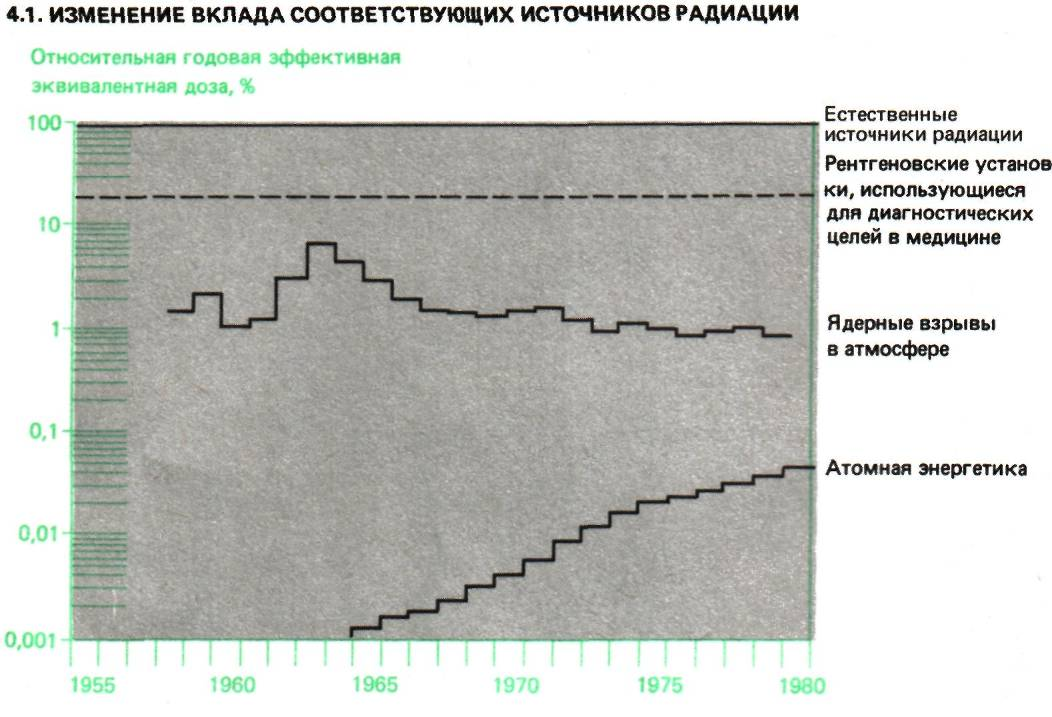 4.1. ИЗМЕНЕНИЕ ВКЛАДА СООТВЕТСТВУЮЩИХ ИСТОЧНИКОВ РАДИАЦИИ
Относительная годовая эффективная
эквивалентная доза, %
100
10
1
0,1
0,01
0,001
Естественные
источники радиации
Рентгеновские установ
ки, использующиеся
для диагностических
целей в медицине
Ядерные взрывы
в атмосфере
Атомная энергетика
1955 1960 1965 1970 1975 1980